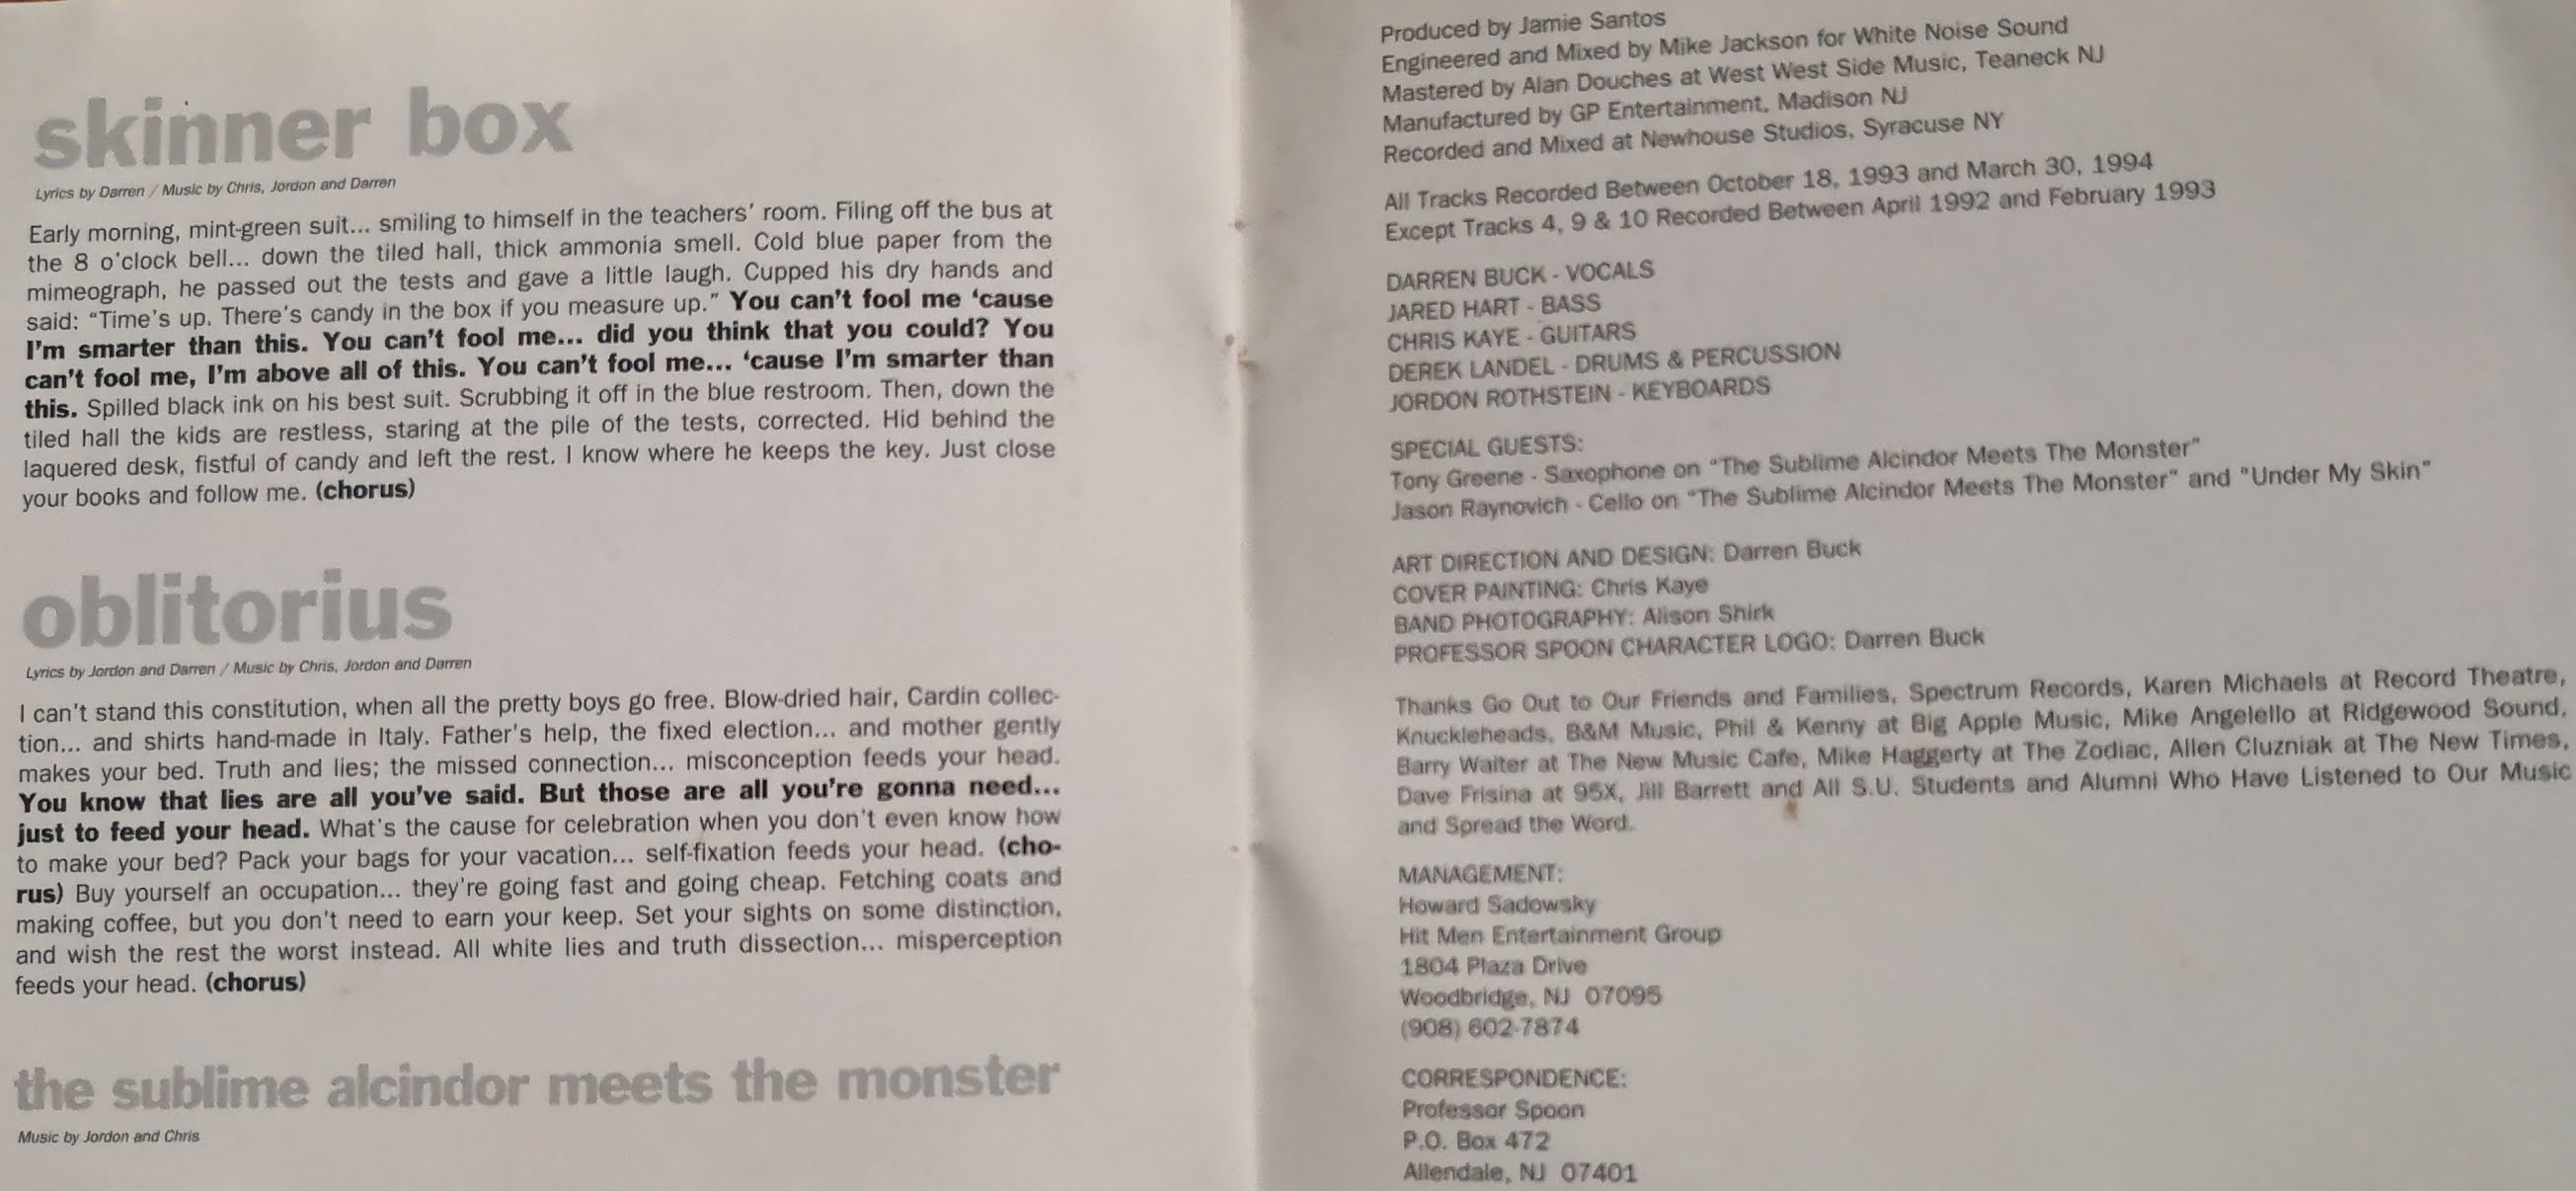 skinner box
Lyrics by Darren / Music by Chris, Jordon and Darren
Early morning, mint-green suit... smiling to himself in the teachers' room. Filing off the bus at
the 8 o'clock bell... down the tiled hall, thick ammonia smell. Cold blue paper from the
mimeograph, he passed out the tests and gave a little laugh. Cupped his dry hands and
said: “Time's up. There's candy in the box if you measure up.” You can't fool me ‘cause
I'm smarter than this. You can't fool me... did you think that you could? You
can't fool me, I'm above all of this. You can't fool me... ‘cause I'm smarter than
this. Spilled black ink on his best suit. Scrubbing it off in the blue restroom. Then, down the
tiled hall the kids are restless, staring at the pile of the tests, corrected. Hid behind the
laquered desk, fistful of candy and left the rest. I know where he keeps the key. Just close
your books and follow me. (chorus)
oblitorius
Lyrics by Jordon and Darren / Music by Chris, Jordon and Darren
I can't stand this constitution, when all the pretty boys go free. Blow-dried hair, Cardin collec-
tion... and shirts hand-made in Italy. Father's help, the fixed election... and mother gently
makes your bed. Truth and lies; the missed connection... misconception feeds your head.
You know that lies are all you've said. But those are all you're gonna need...
just to feed your head. What's the cause for celebration when you don't even know how
to make your bed? Pack your bags for your vacation... self-fixation feeds your head. (cho-
rus) Buy yourself an occupation... they're going fast and going cheap. Fetching coats and
making coffee, but you don't need to earn your keep. Set your sights on some distinction,
and wish the rest the worst instead. All white lies and truth dissection... misperception
feeds your head. (chorus)
the sublime alcindor meets the monster
Music by Jordon and Chris
Produced by Jamie Santos
Engineered and Mixed by Mike Jackson for White Noise Sound
Mastered by Alan Douches at West West Side Music, Teaneck NJ
Manufactured by GP Entertainment, Madison NJ
Recorded and Mixed at Newhouse Studios, Syracuse NY
All Tracks Recorded Between October 18, 1993 and March 30, 1994
Except Tracks 4, 9 & 10 Recorded Between April 1992 and February 1993
DARREN BUCK - VOCALS
JARED HART - BASS
CHRIS KAYE - GUITARS
DEREK LANDEL - DRUMS & PERCUSSION
JORDON ROTHSTEIN - KEYBOARDS
SPECIAL GUESTS:
Tony Greene - Saxophone on “The Sublime Alcindor Meets The Monster”
Jason Raynovich - Cello on “The Sublime Alcindor Meets The Monster” and “Under My Skin”
ART DIRECTION AND DESIGN: Darren Buck
COVER PAINTING: Chris Kaye
BAND PHOTOGRAPHY: Alison Shirk
PROFESSOR SPOON CHARACTER LOGO: Darren Buck
Thanks Go Out to Our Friends and Families, Spectrum Records, Karen Michaels at Record Theatre,
Knuckleheads, B&M Music, Phil & Kenny at Big Apple Music, Mike Angelello at Ridgewood Sound,
Barry Walter at The New Music Cafe, Mike Haggerty at The Zodiac, Allen Cluzniak at The New Times,
Dave Frisina at 95X, Jill Barrett and All S.U. Students and Alumni Who Have Listened to Our Music
and Spread the Word.
MANAGEMENT:
Howard Sadowsky
Hit Men Entertainment Group
1804 Plaza Drive
Woodbridge, NJ 07095
(908) 602-7874
CORRESPONDENCE:
Professor Spoon
P.O. Box 472
Allendale, NJ 07401